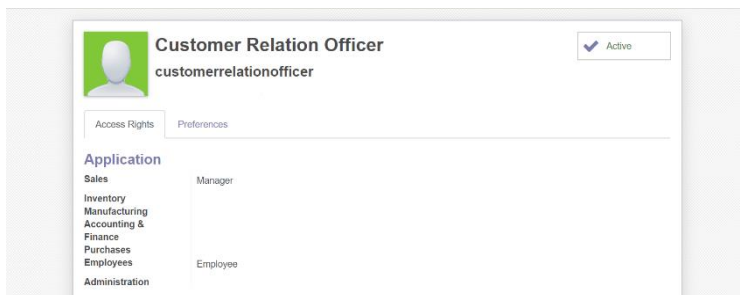 Customer Relation Officer
Active
customerrelationofficer
Access Rights
Preferences
Application
Sales
Manager
Inventory
Manufacturing
Accounting &
Finance
Purchases
Employees
Employee
Administration